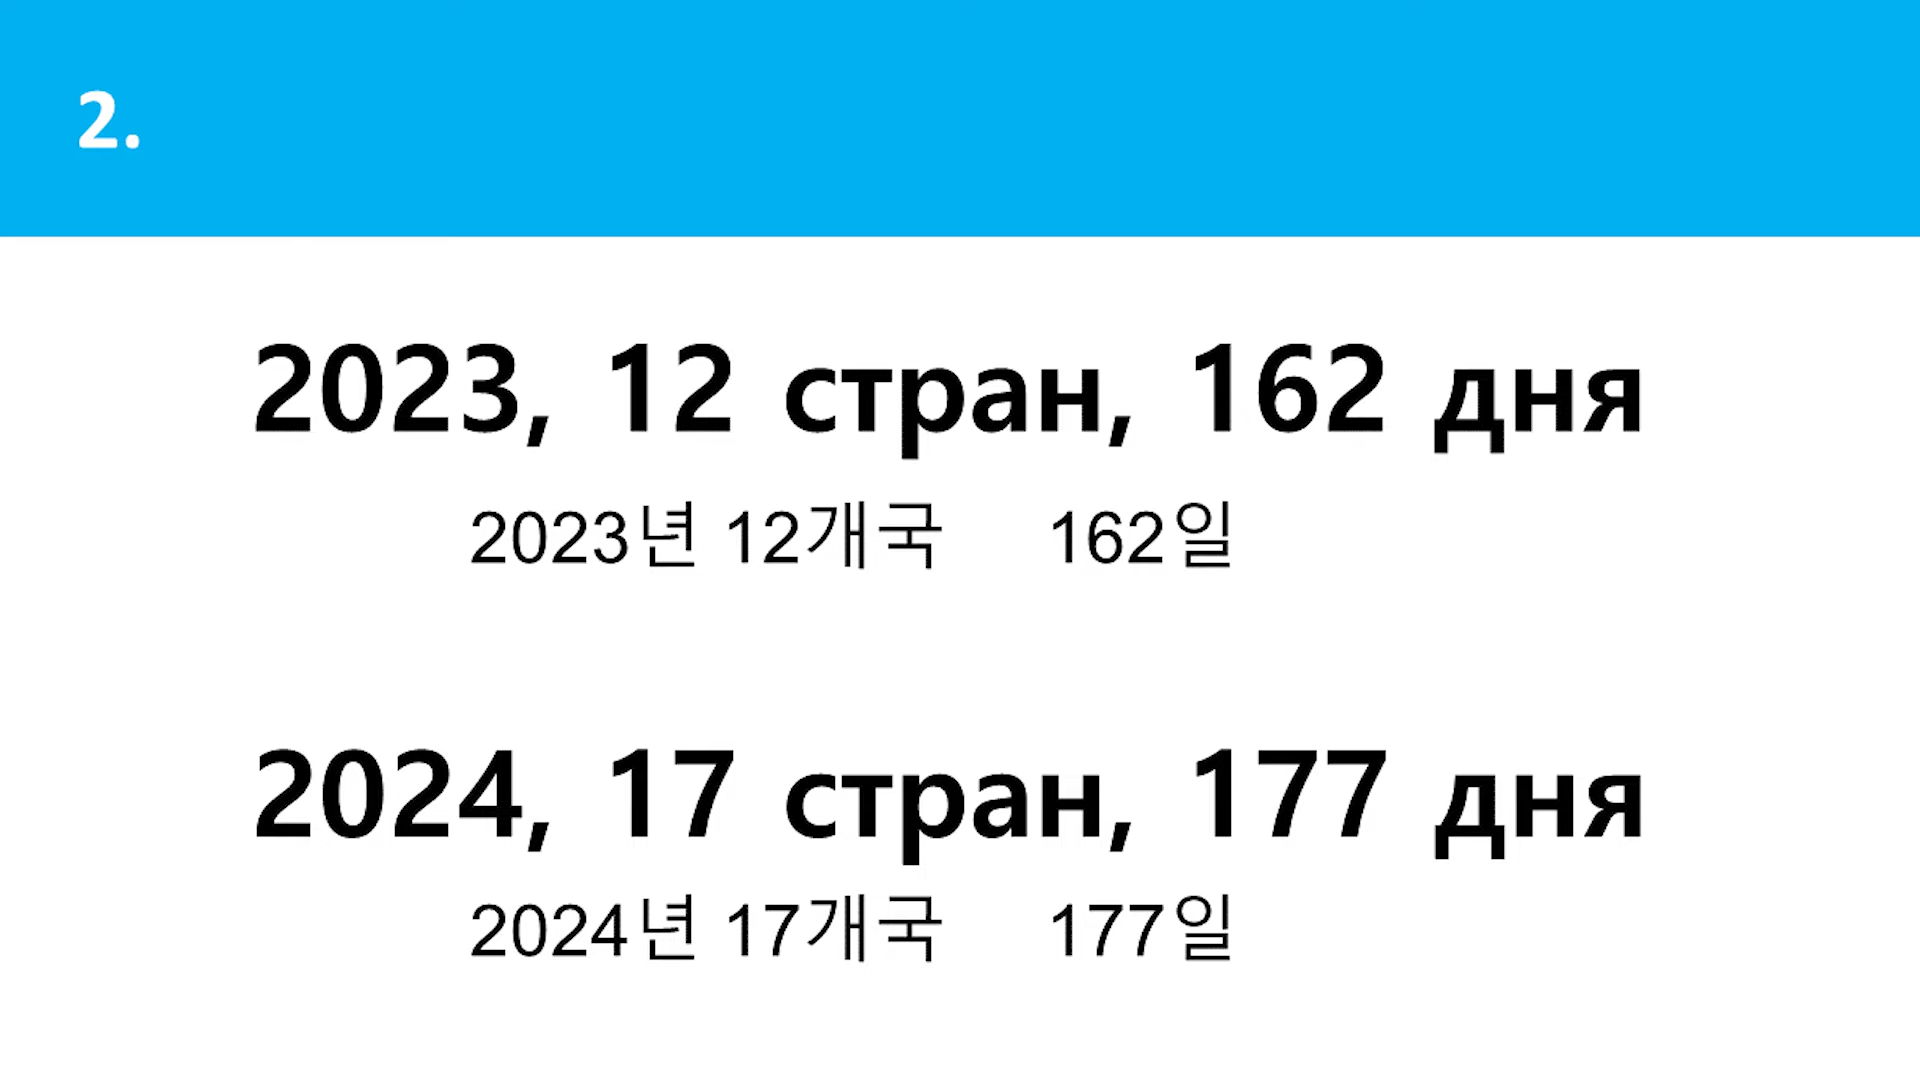 2.
2023, 12 стран, 162 дня
2023년 12개국 162일
2024, 17 стран, 177 дня
2024년 17개국 177일